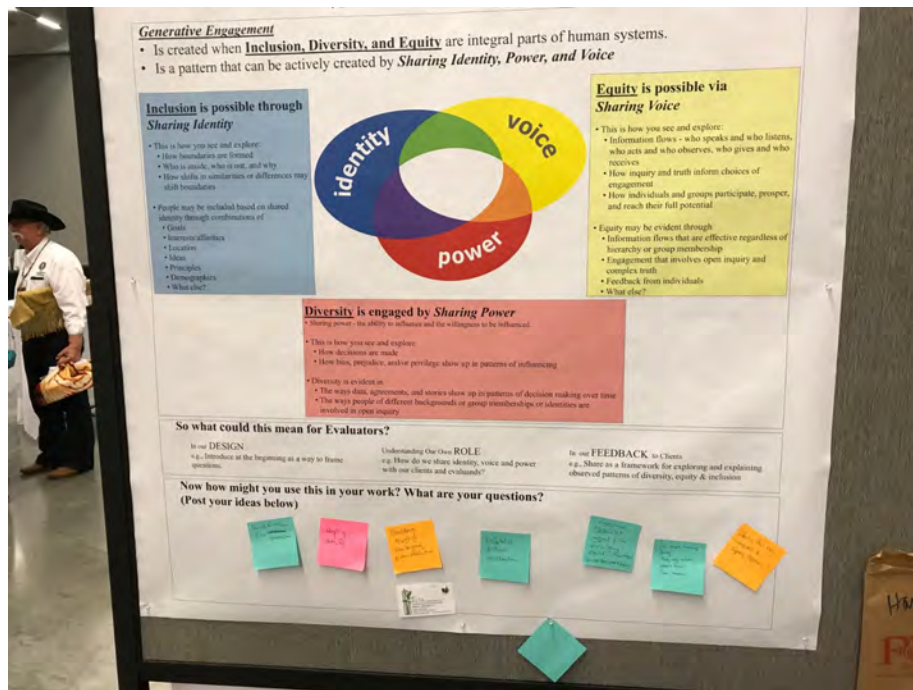 Generative Engagement
• Is created when Inclusion, Diversity, and Equity are integral parts of human systems.
• Is a pattern that can be actively created by Sharing Identity, Power, and Voice
Inclusion is possible through
Sharing Identity
• This is how you see and explore:
• How boundaries are formed
• Who is inside, who is out, and why
• How shifts in similarities or differences may
shift boundaries
• People may be included based on shared
identity through combinations of
• Goals
• Interests/affinities
• Location
• Ideas
• Principles
• Demographics
• What else?
identity
voice
power
Equity is possible via
Sharing Voice
• This is how you see and explore:
• Information flows - who speaks and who listens,
who acts and who observes, who gives and who
receives
• How inquiry and truth inform choices of
engagement
• How individuals and groups participate, prosper,
and reach their full potential
Equity may be evident through
• Information flows that are effective regardless of
hierarchy or group membership
• Engagement that involves open inquiry and
complex truth
• Feedback from individuals
• What else?
Diversity is engaged by Sharing Power
• Sharing power - the ability to influence and the willingness to be influenced.
• This is how you see and explore:
• How decisions are made
• How bias, prejudice, and/or privilege show up in patterns of influencing
• Diversity is evident in
• The ways data, agreements, and stories show up in patterns of decision making over time
• The ways people of different backgrounds or group memberships or identities are
involved in open inquiry
So what could this mean for Evaluators?
In our DESIGN
e.g., Introduce at the beginning as a way to frame
questions.
Understanding Our Own ROLE
e.g. How do we share identity, voice and power
with our clients and evaluands?
In our FEEDBACK to Clients
e.g., Share as a framework for exploring and explaining
observed patterns of diversity, equity & inclusion
Now how might you use this in your work? What are your questions?
(Post your ideas below)